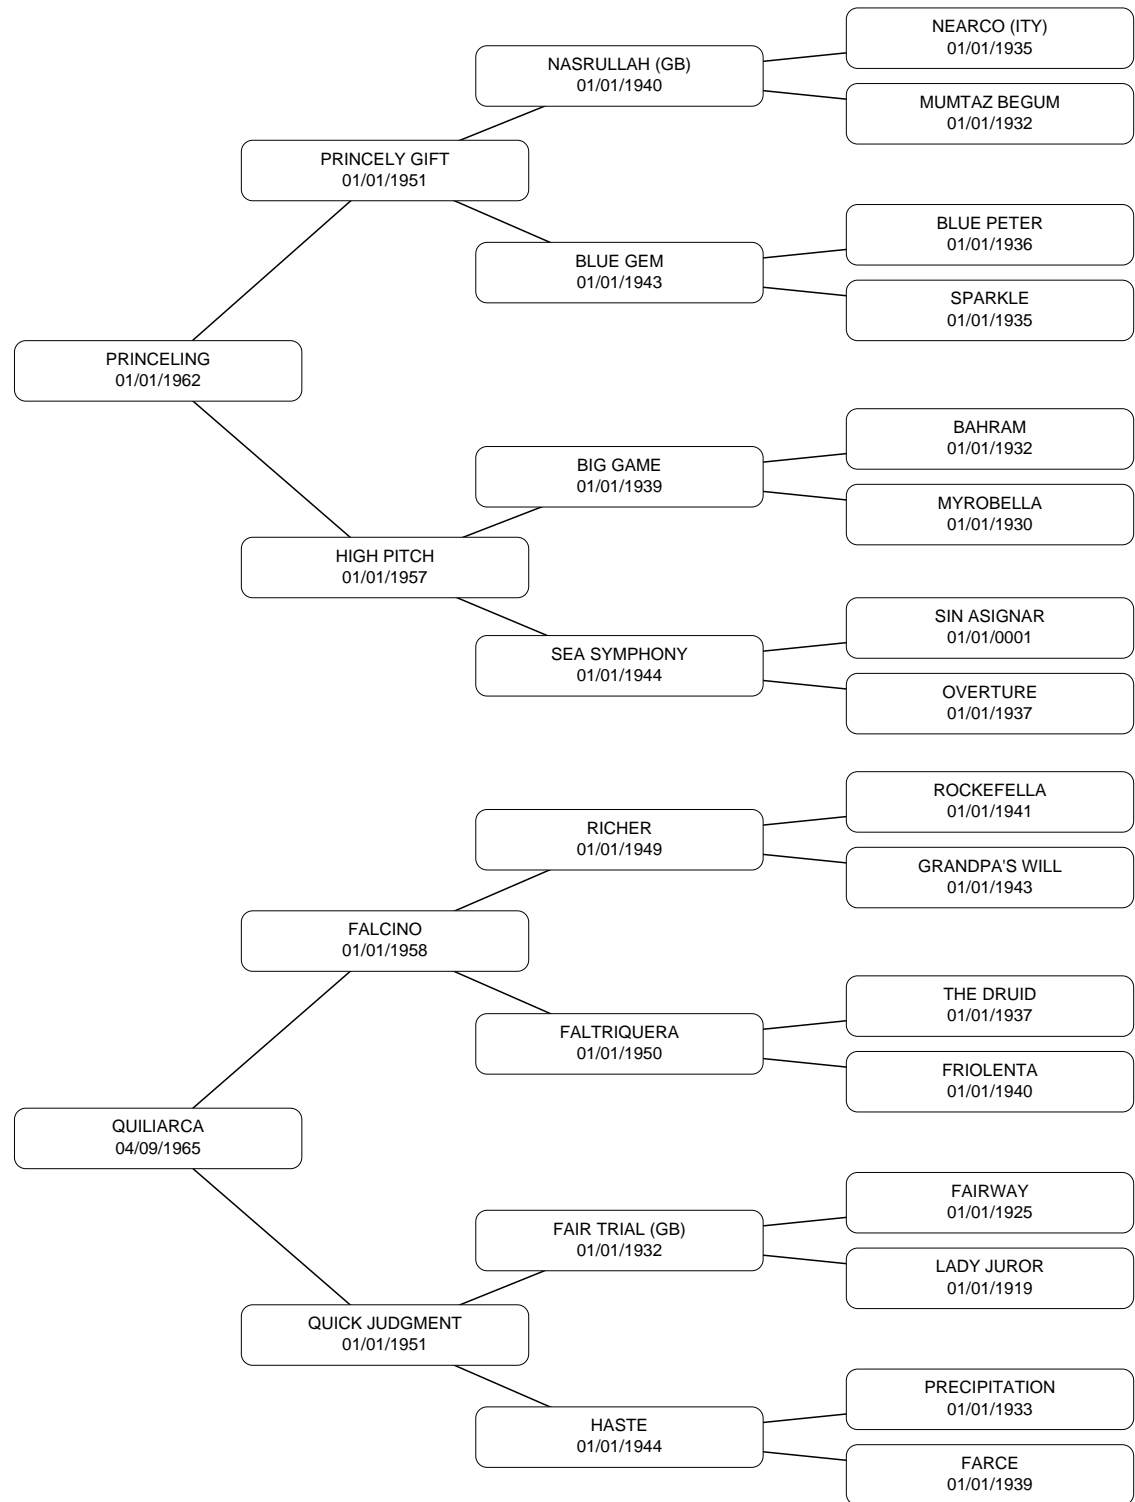 NEARCO (ITY)
01/01/1935
NASRULLAH (GB)
01/01/1940
MUMTAZ BEGUM
01/01/1932
PRINCELY GIFT
01/01/1951
BLUE PETER
01/01/1936
BLUE GEM
01/01/1943
SPARKLE
01/01/1935
PRINCELING
01/01/1962
BAHRAM
01/01/1932
BIG GAME
01/01/1939
MYROBELLA
01/01/1930
HIGH PITCH
01/01/1957
SIN ASIGNAR
01/01/0001
SEA SYMPHONY
01/01/1944
OVERTURE
01/01/1937
ROCKEFELLA
01/01/1941
RICHER
01/01/1949
GRANDPA'S WILL
01/01/1943
FALCINO
01/01/1958
THE DRUID
01/01/1937
FALTRIQUERA
01/01/1950
FRIOLENTA
01/01/1940
QUILIARCA
04/09/1965
FAIRWAY
01/01/1925
FAIR TRIAL (GB)
01/01/1932
LADY JUROR
01/01/1919
QUICK JUDGMENT
01/01/1951
PRECIPITATION
01/01/1933
HASTE
01/01/1944
FARCE
01/01/1939